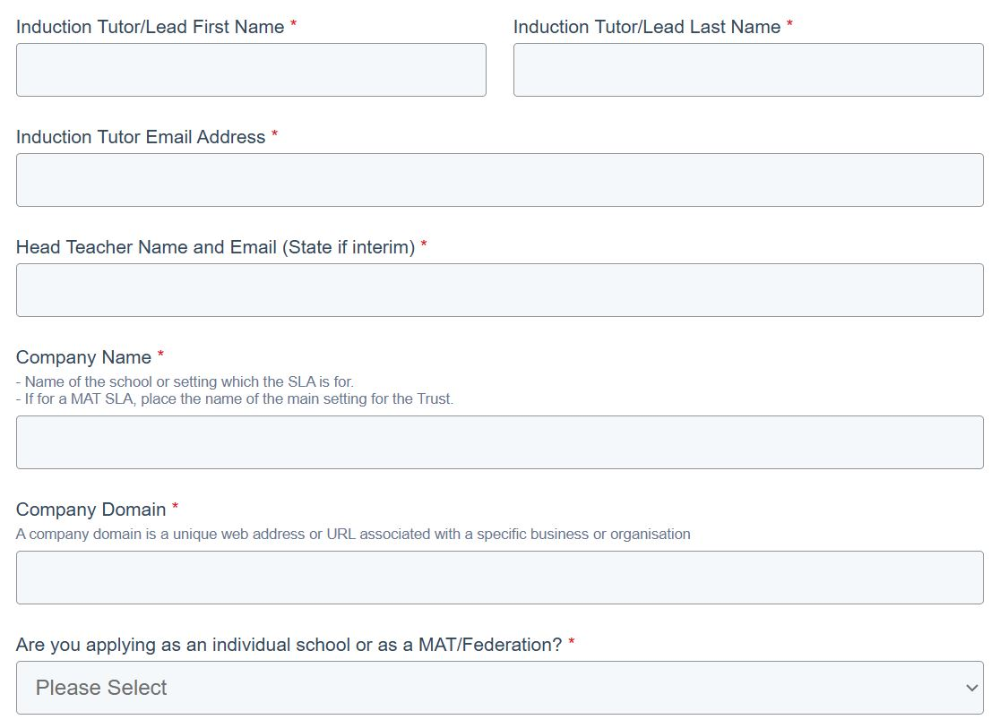 Induction Tutor/Lead First Name *
Induction Tutor/Lead Last Name *
Induction Tutor Email Address *
Head Teacher Name and Email (State if interim) *
Company Name *
- Name of the school or setting which the SLA is for.
- If for a MAT SLA, place the name of the main setting for the Trust.
Company Domain *
A company domain is a unique web address or URL associated with a specific business or organisation
Are you applying as an individual school or as a MAT/Federation? *
Please Select